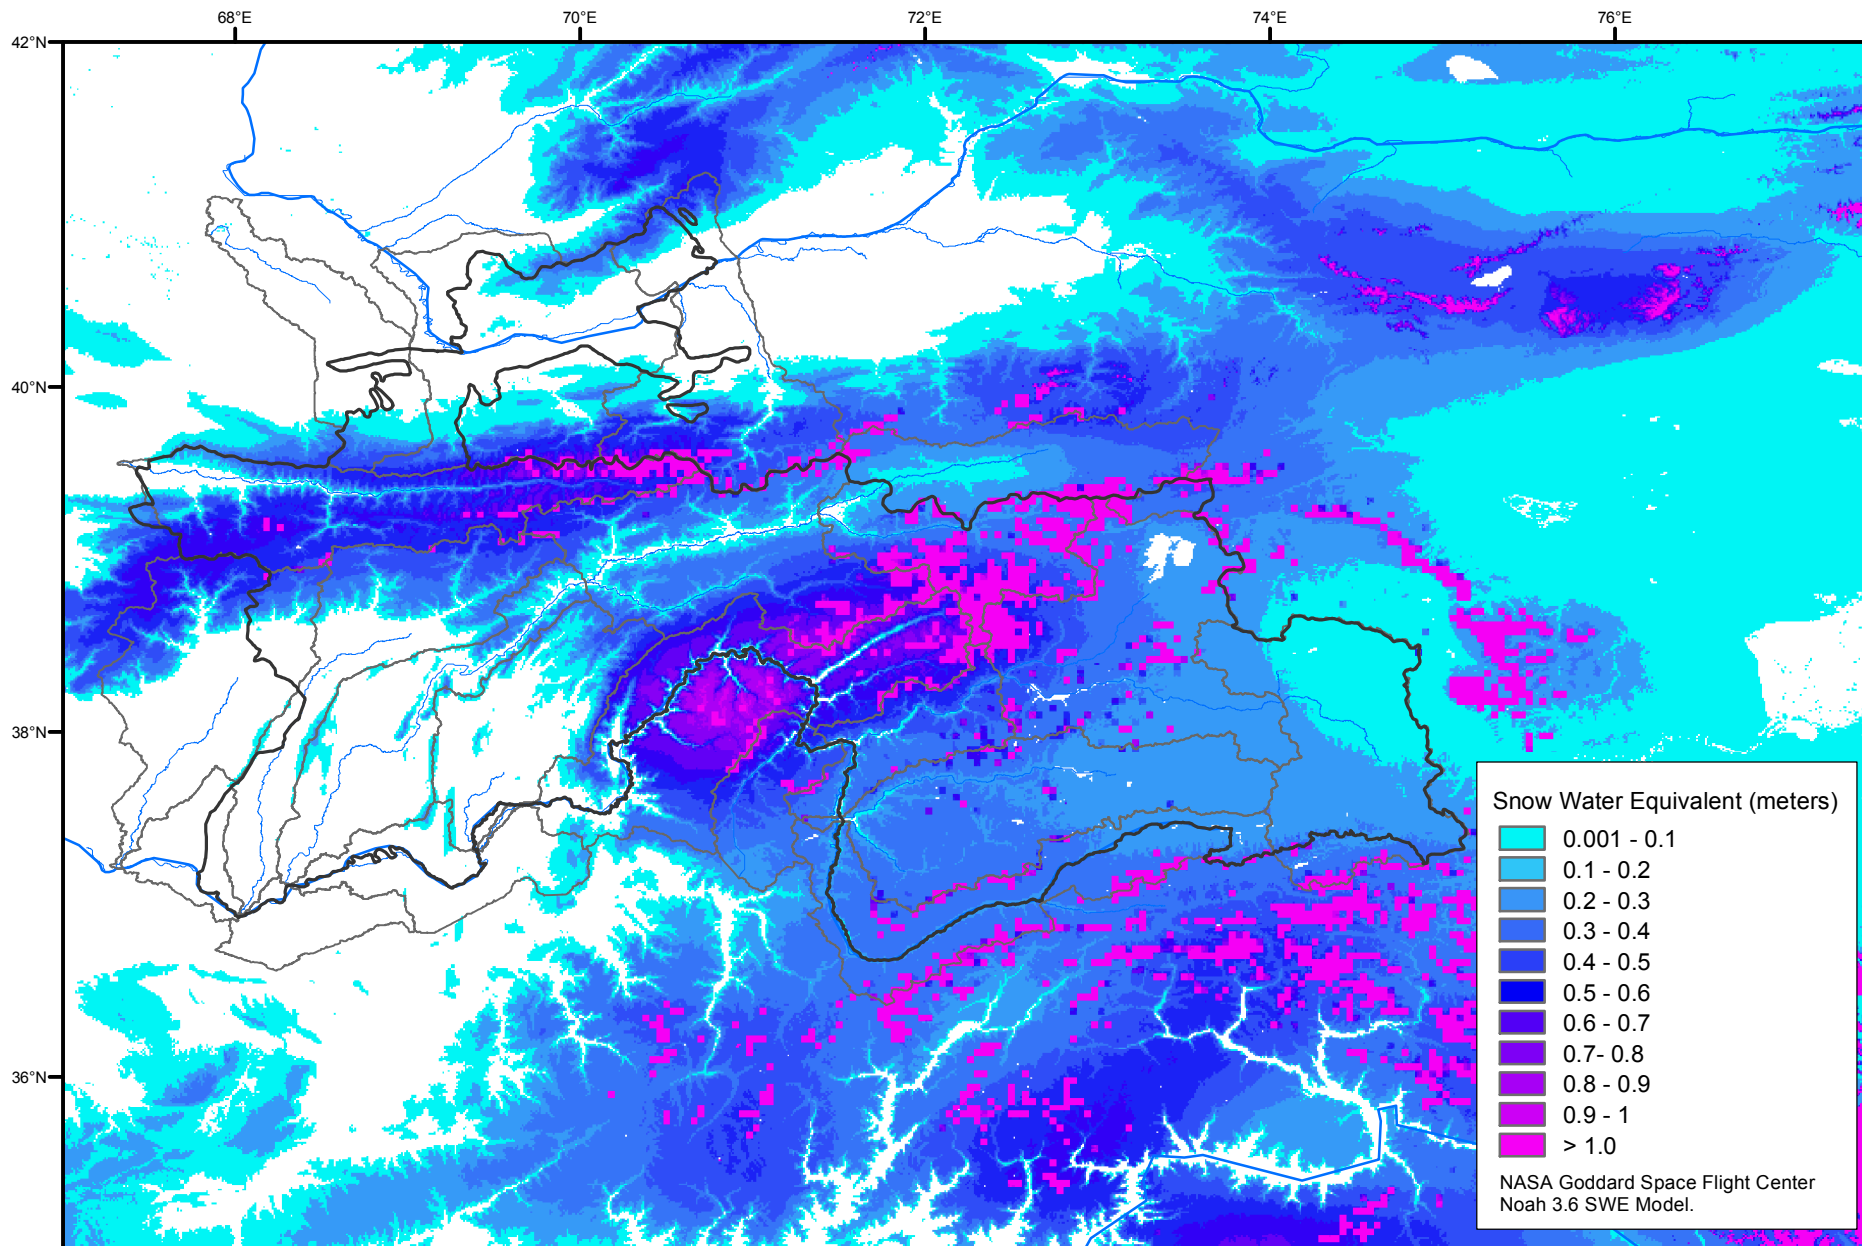 68°E
70°E
72°E
74°E
76°E
42°N
40°N
38°N
36°N
Snow Water Equivalent (meters)
0.001 - 0.1
0.1 - 0.2
0.2 - 0.3
0.3 - 0.4
0.4 - 0.5
0.5 - 0.6
0.6 - 0.7
0.7- 0.8
0.8 - 0.9
0.9 - 1
> 1.0
NASA Goddard Space Flight Center
Noah 3.6 SWE Model.